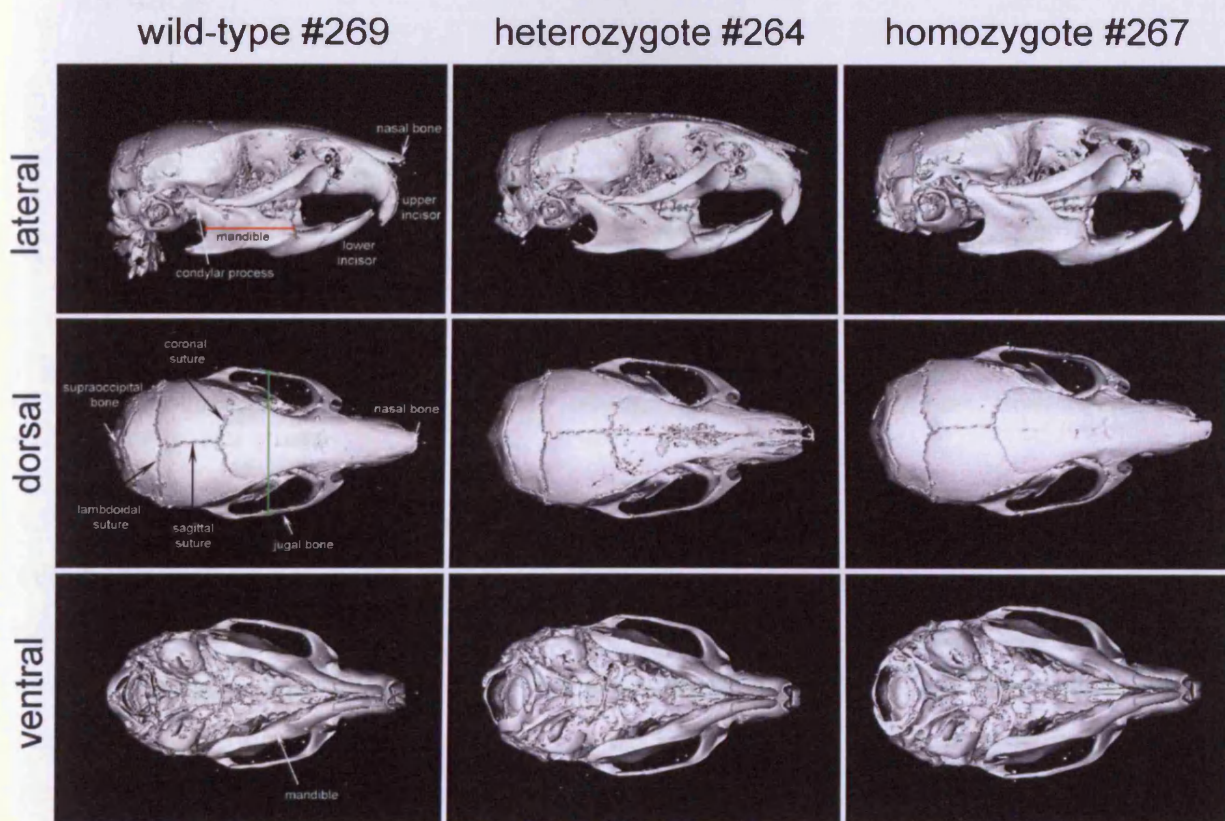 wild-type #269
heterozygote #264
homozygote #267
lateral
nasal bone
upper
incisor
mandible
lower
incisor
condylar process
dorsal
coronal
suture
supraoccipital
bone
nasal bone
lambdoidal
suture
sagittal
suture
jugal bone
ventral
mandible